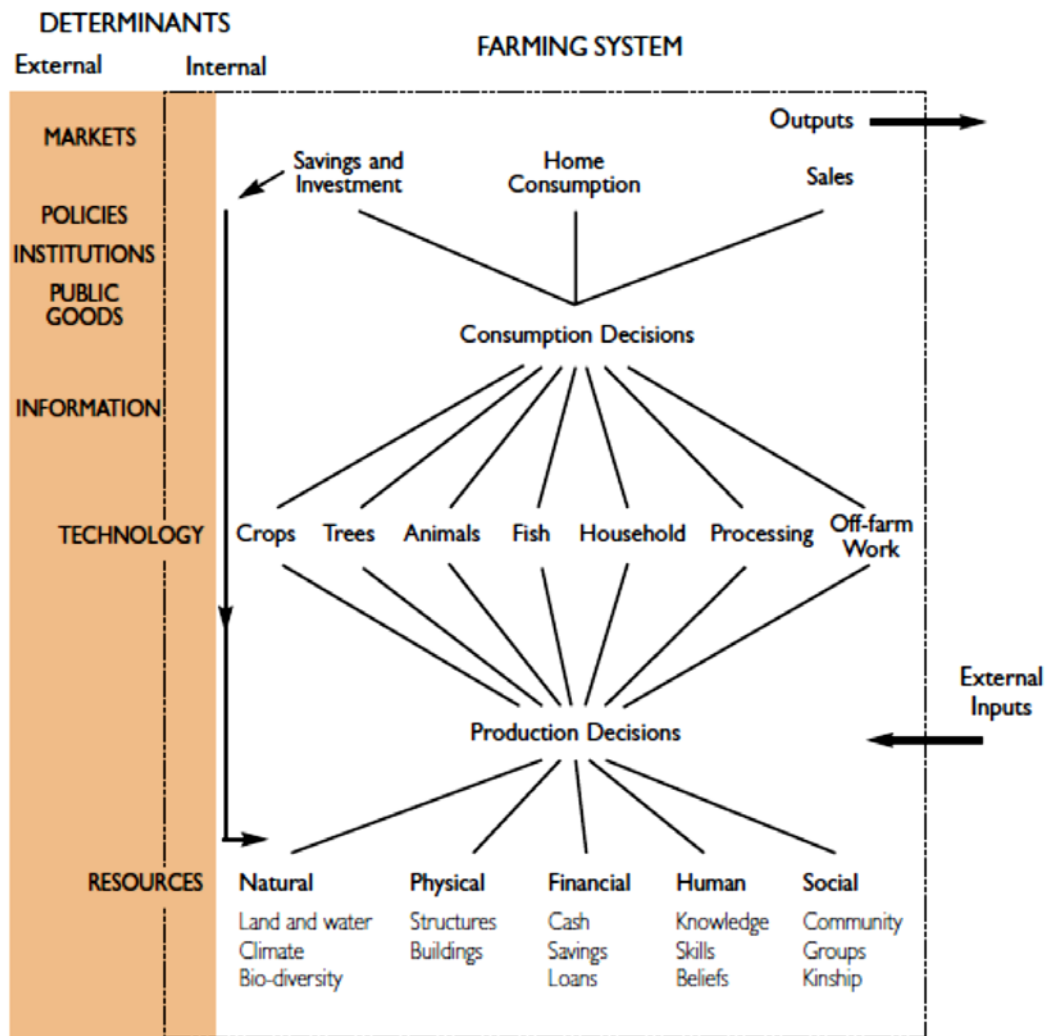 DETERMINANTS
External
Internal
FARMING SYSTEM
MARKETS
Outputs
Savings and
Investment
Home
Consumption
Sales
POLICIES
INSTITUTIONS
PUBLIC
GOODS
Consumption Decisions
INFORMATION
TECHNOLOGY
Crops
Trees
Animals
Fish
Household
Processing
Off-farm
Work
External
Inputs
Production Decisions
RESOURCES
Natural
Land and water
Climate
Bio-diversity
Physical
Structures
Buildings
Financial
Cash
Savings
Loans
Human
Knowledge
Skills
Beliefs
Social
Community
Groups
Kinship